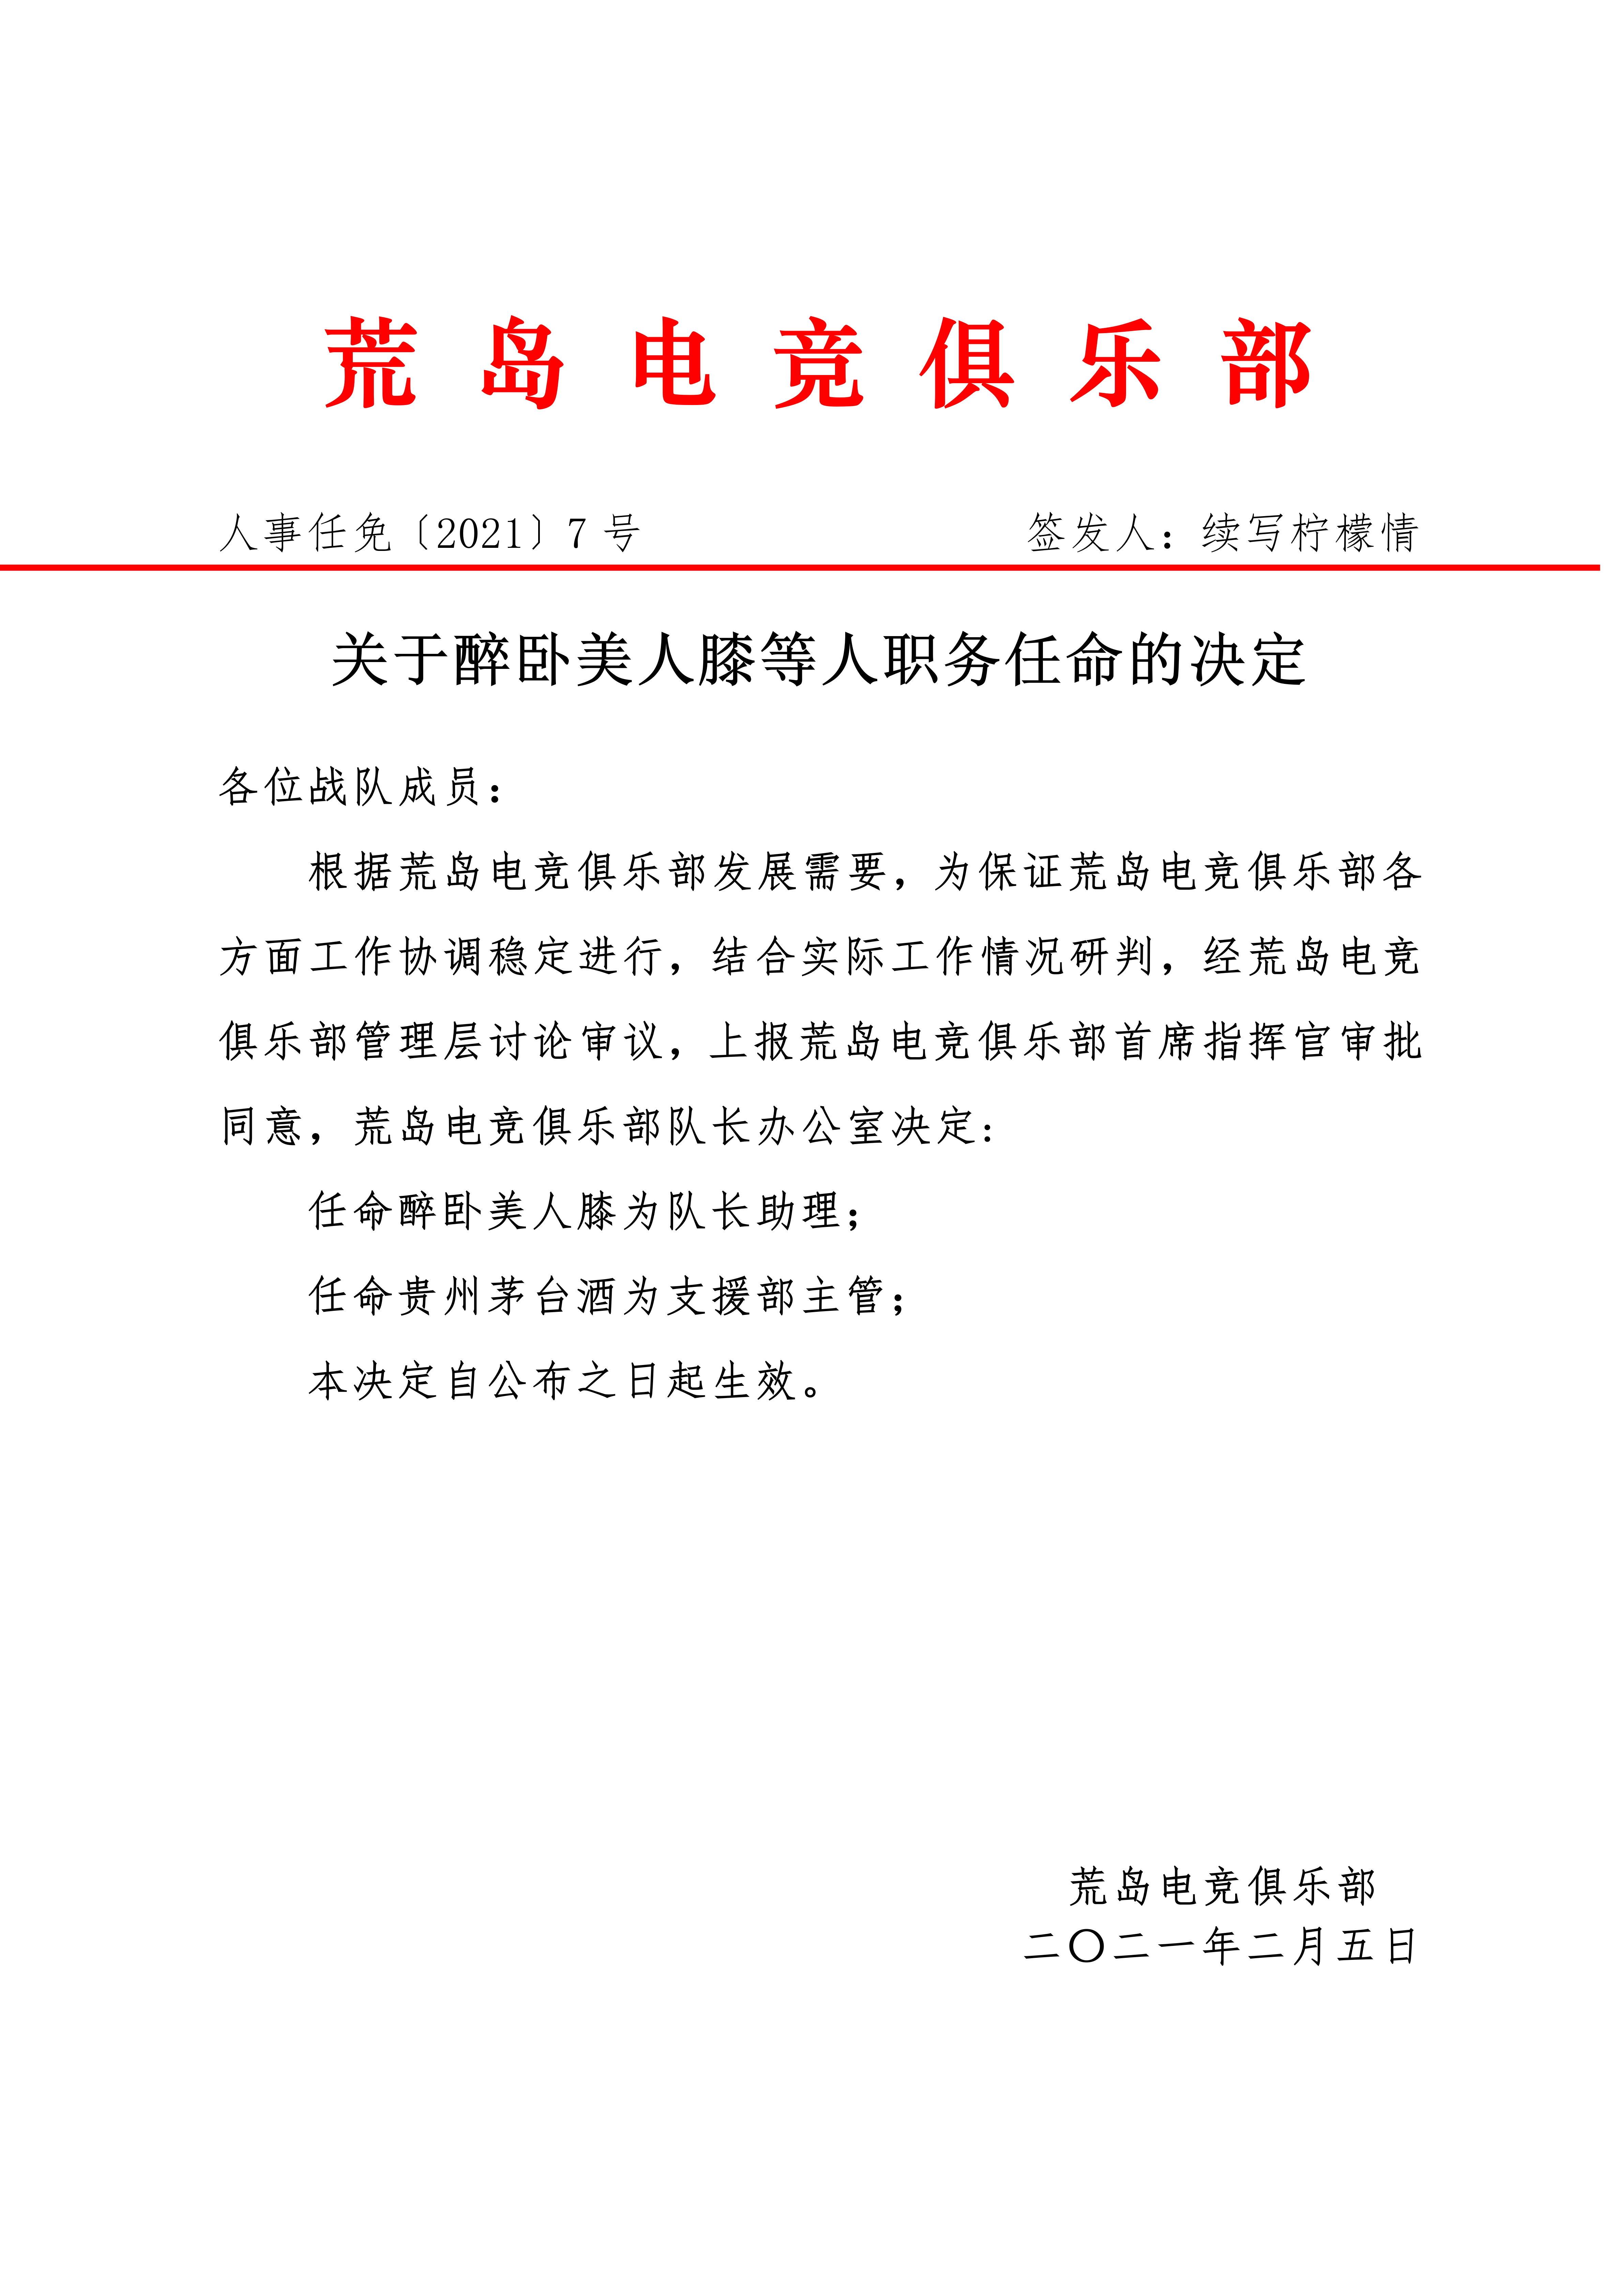 荒岛电竞俱乐部
人事任免〔2021〕7 号 签发人：续写柠檬情
关于醉卧美人膝等人职务任命的决定
各位战队成员：
根据荒岛电竞俱乐部发展需要，为保证荒岛电竞俱乐部各
方面工作协调稳定进行，结合实际工作情况研判，经荒岛电竞
俱乐部管理层讨论审议，上报荒岛电竞俱乐部首席指挥官审批
同意，荒岛电竞俱乐部队长办公室决定：
任命醉卧美人膝为队长助理；
任命贵州茅台酒为支援部主管；
本决定自公布之日起生效。
荒岛电竞俱乐部
二〇二一年二月五日